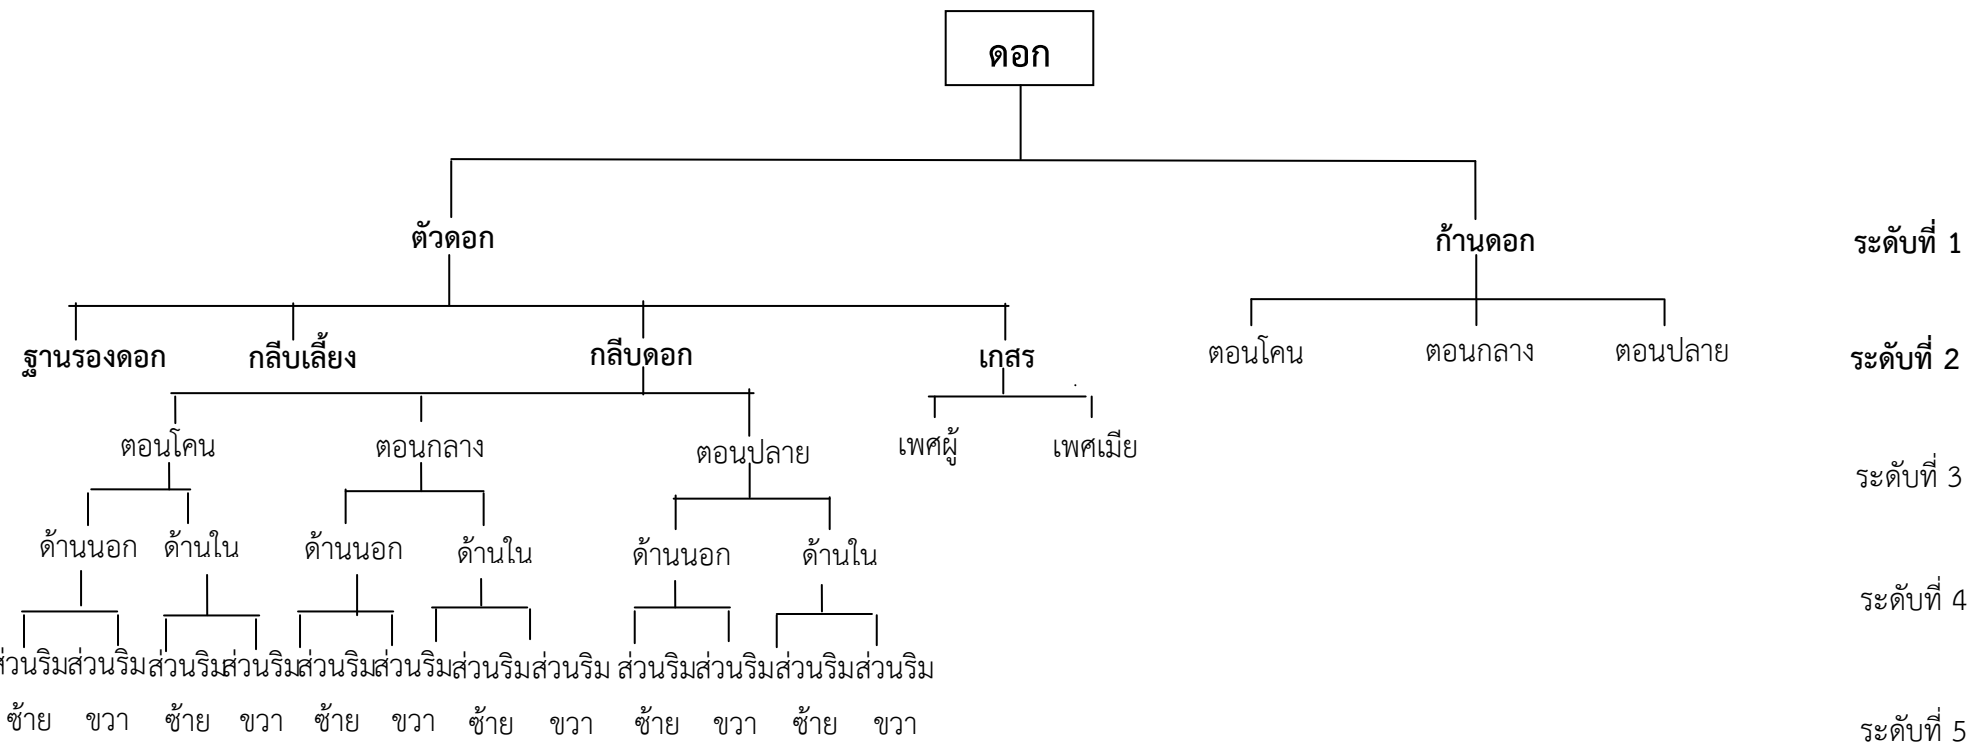 ดอก
ตัวดอก ก้านดอก ระดับที่ 1
ฐานรองดอก กลีบเลี้ยง กลีบดอก เกสร ตอนโคน ตอนกลาง ตอนปลาย ระดับที่ 2
ตอนโคน ตอนกลาง ตอนปลาย เพศผู้ เพศเมีย ระดับที่ 3
ด้านนอก ด้านใน ด้านนอก ด้านใน ด้านนอก ด้านใน ระดับที่ 4
ส่วนริม ส่วนริม ส่วนริม ส่วนริม ส่วนริม ส่วนริม ส่วนริม ส่วนริม ส่วนริม ส่วนริม ส่วนริม ส่วนริม
ซ้าย ขวา ซ้าย ขวา ซ้าย ขวา ซ้าย ขวา ซ้าย ขวา ซ้าย ขวา ระดับที่ 5